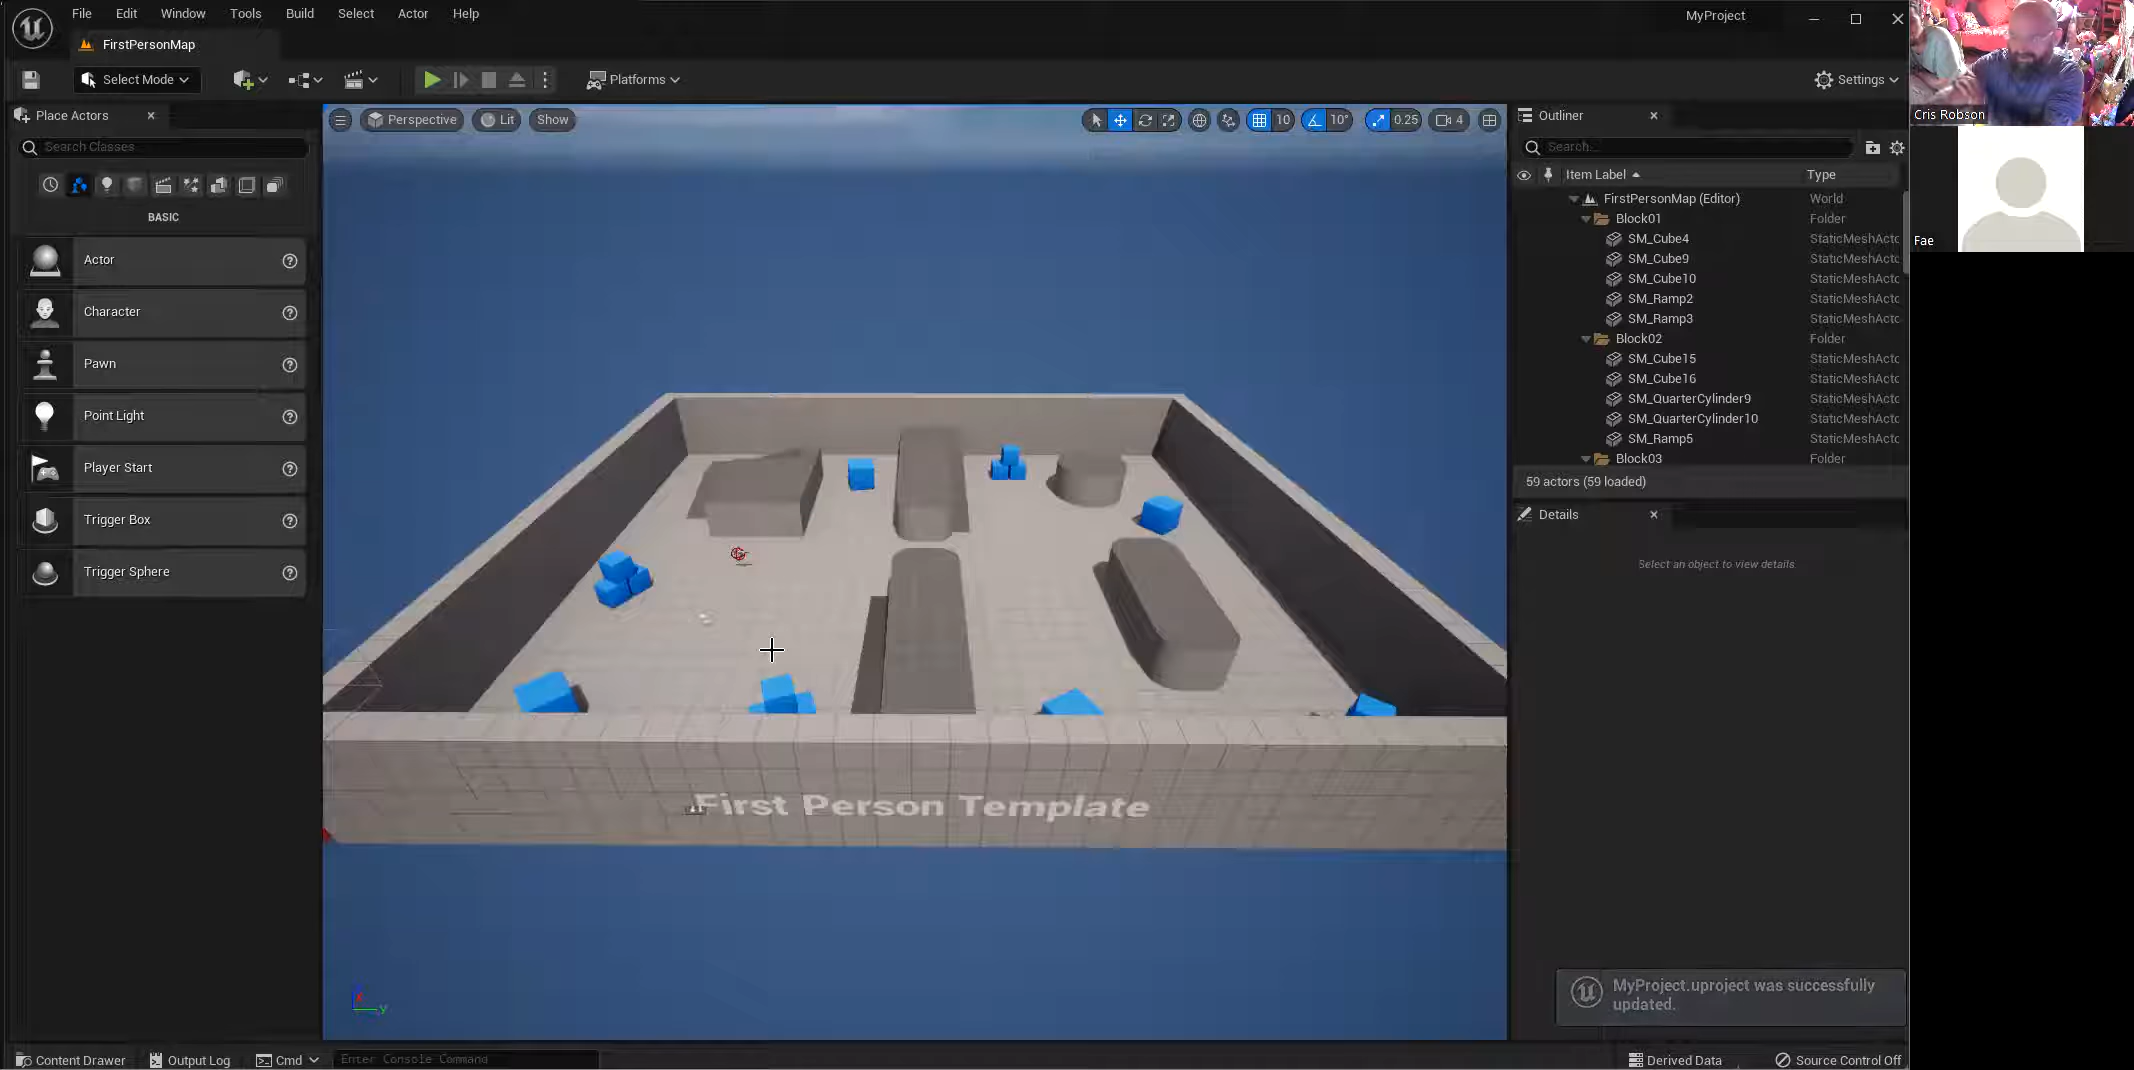 File Edit Window Tools Build Select Actor Help
MyProject
FirstPersonMap
Select Mode
Platforms
Settings
Place Actors
Search Classes
BASIC
Actor
Character
Pawn
Point Light
Player Start
Trigger Box
Trigger Sphere
Perspective Lit Show
10 10° 0.25 4
First Person Template
Y
Outliner
Search...
Item Label Type
FirstPersonMap (Editor) World
Block01 Folder
SM_Cube4 StaticMeshActo
SM_Cube9 StaticMeshActo
SM_Cube10 StaticMeshActo
SM_Ramp2 StaticMeshActo
SM_Ramp3 StaticMeshActo
Block02 Folder
SM_Cube15 StaticMeshActo
SM_Cube16 StaticMeshActo
SM_QuarterCylinder9 StaticMeshActo
SM_QuarterCylinder10 StaticMeshActo
SM_Ramp5 StaticMeshActo
Block03 Folder
59 actors (59 loaded)
Details
Select an object to view details.
MyProject.uproject was successfully
updated.
Content Drawer Output Log Cmd Enter Console Command
Derived Data Source Control Off
Cris Robson
Fae